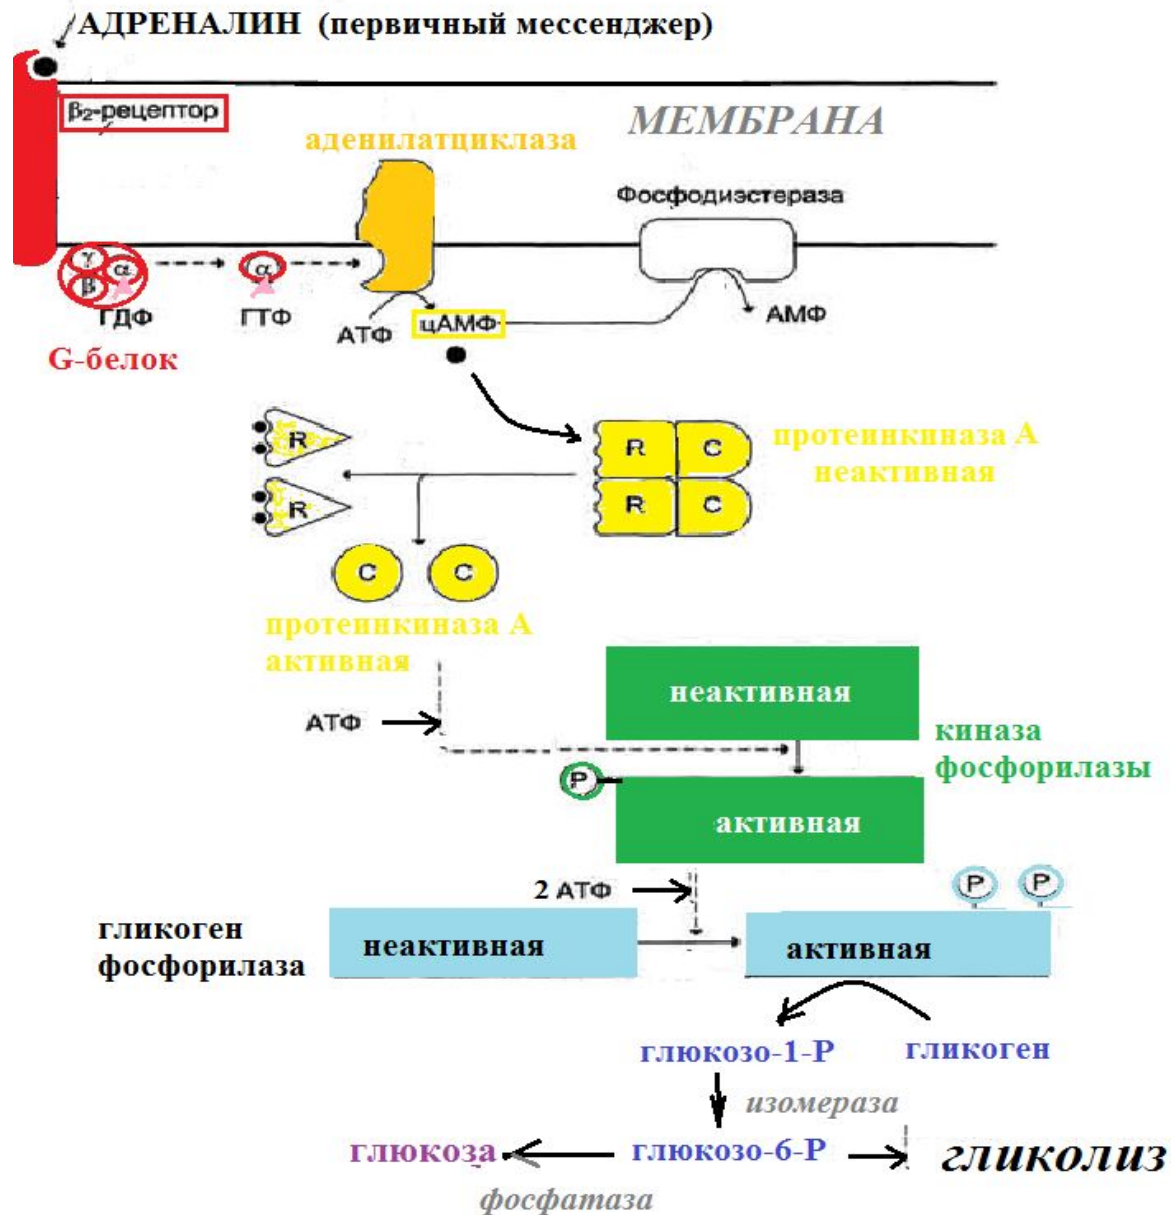 АДРЕНАЛИН (первичный мессенджер)
β₂-рецептор
МЕМБРАНА
аденилатциклаза
Фосфодиэстераза
γ
α
β
α
ГДФ
ГТФ
АТФ
цАМФ
АМФ
G-белок
R
R
C
протеинкиназа А
неактивная
R
R
C
C
C
протеинкиназа А
активная
неактивная
АТФ
киназа
фосфорилазы
P
активная
2 АТФ
P
P
гликоген
фосфорилаза
неактивная
активная
глюкозо-1-Р
гликоген
изомераза
глюкоза
глюкозо-6-Р
гликолиз
фосфатаза